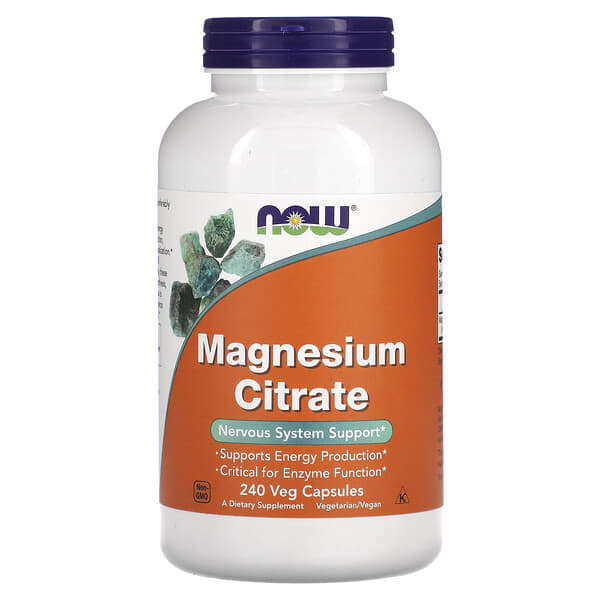 NOW®
Magnesium
Citrate
Nervous System Support*
•Supports Energy Production*
•Critical for Enzyme Function*
240 Veg Capsules
Non-
GMO
A Dietary Supplement Vegetarian/Vegan
K